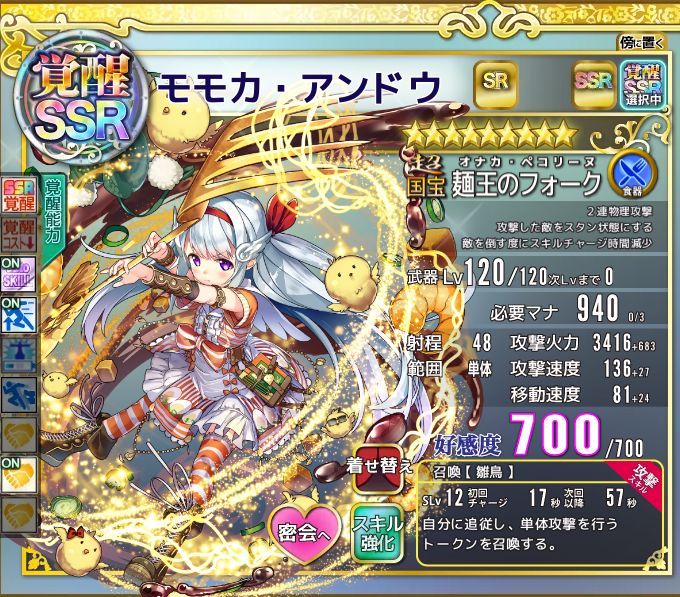 傍に置く
覚醒
SSR
モモカ・アンドウ
SR
SSR
覚醒
SSR
選択中
SSR
覚醒
覚醒
コスト↓
覚醒能力
ON
SKILL
ON
ON
超
国宝
オナカ・ペコリーヌ
麺王のフォーク
食器
2連物理攻撃
攻撃した敵をスタン状態にする
敵を倒す度にスキルチャージ時間減少
武器Lv120/120次Lvまで 0
必要マナ 940 0/3
射程 48 攻撃火力 3416+683
範囲 単体 攻撃速度 136+27
移動速度 81+24
好感度 700/700
着せ替え
密会へ
スキル
強化
召喚【 雛鳥 】
攻撃
スキル
SLv 12 初回チャージ 17秒 次回以降 57秒
自分に追従し、単体攻撃を行う
トークンを召喚する。